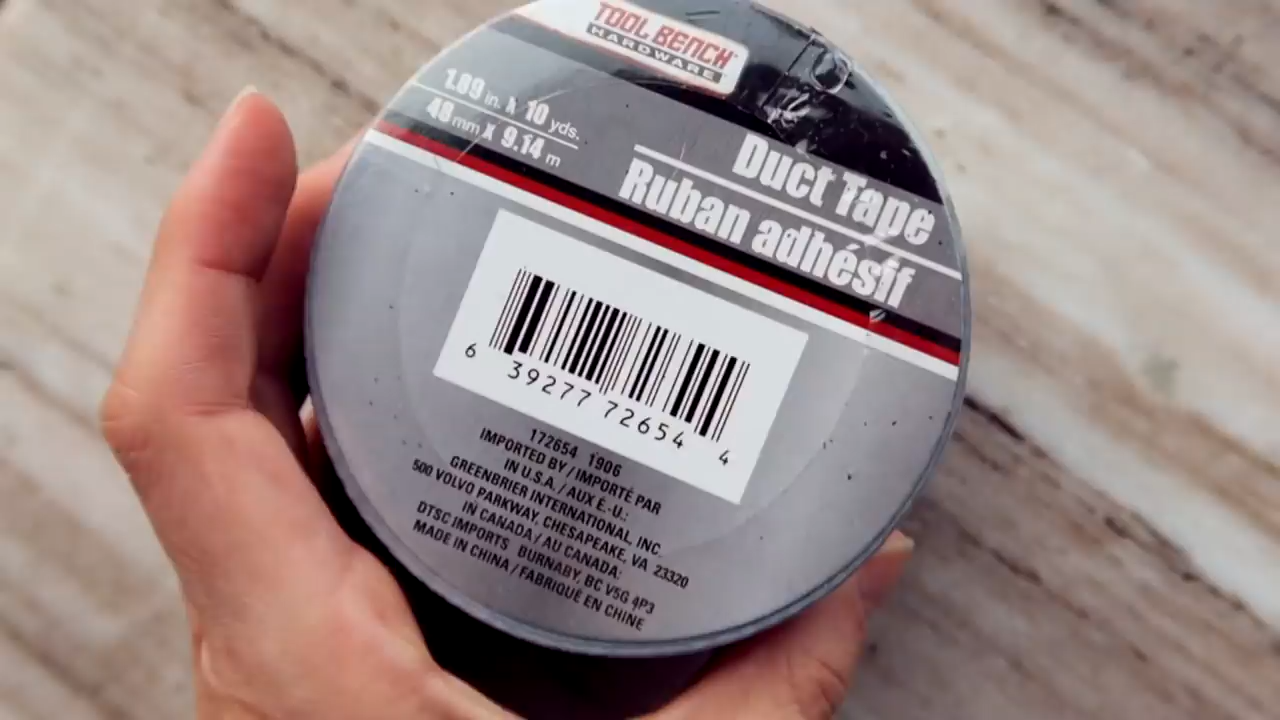 TOOL BENCH
HARDWARE
1.89 in. x 10 yds.
48 mm x 9.14 m
Duct Tape
Ruban adhésif
6 39277 72654 4
172654 1906
IMPORTED BY / IMPORTÉ PAR
IN U.S.A. / AUX É.-U.:
GREENBRIER INTERNATIONAL, INC.
500 VOLVO PARKWAY, CHESAPEAKE, VA 23320
IN CANADA / AU CANADA:
DTSC IMPORTS BURNABY, BC V5G 4P3
MADE IN CHINA / FABRIQUÉ EN CHINE